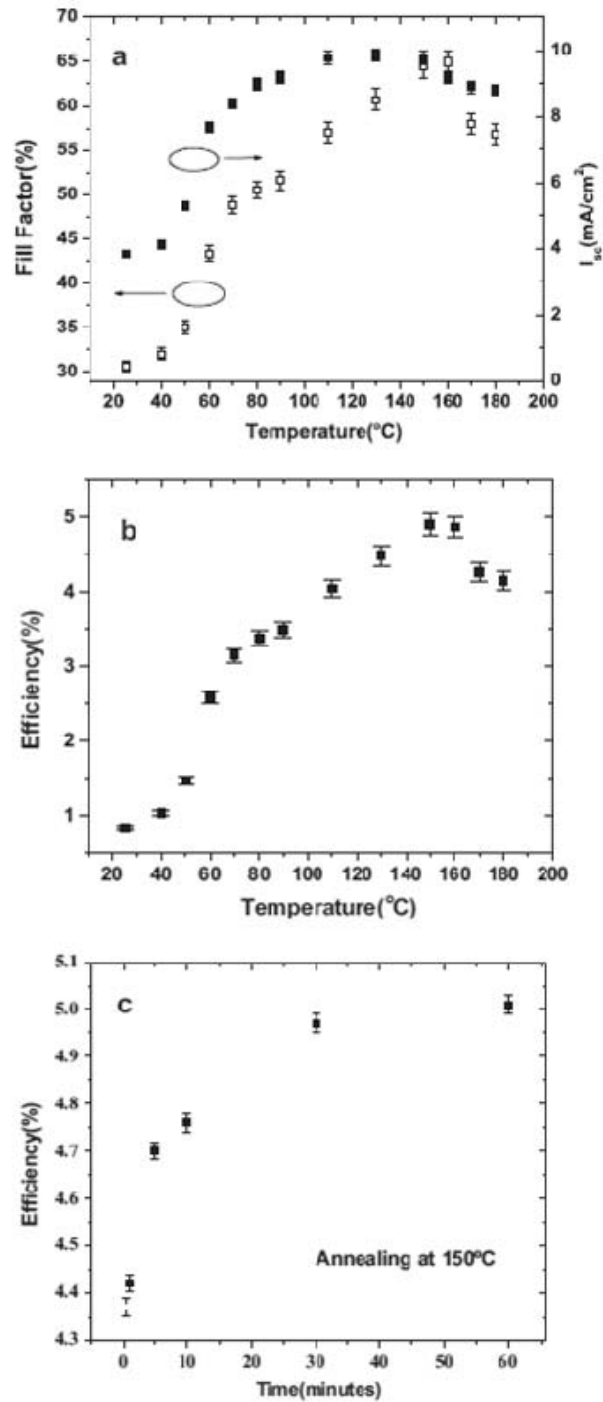 a
70
65
60
55
50
45
40
35
30
Fill Factor(%)
10
8
6
4
2
0
I_sc(mA/cm²)
20 40 60 80 100 120 140 160 180 200
Temperature(°C)
b
5
4
3
2
1
Efficiency(%)
20 40 60 80 100 120 140 160 180 200
Temperature(°C)
c
5.1
5.0
4.9
4.8
4.7
4.6
4.5
4.4
4.3
Efficiency(%)
Annealing at 150°C
0 10 20 30 40 50 60
Time(minutes)